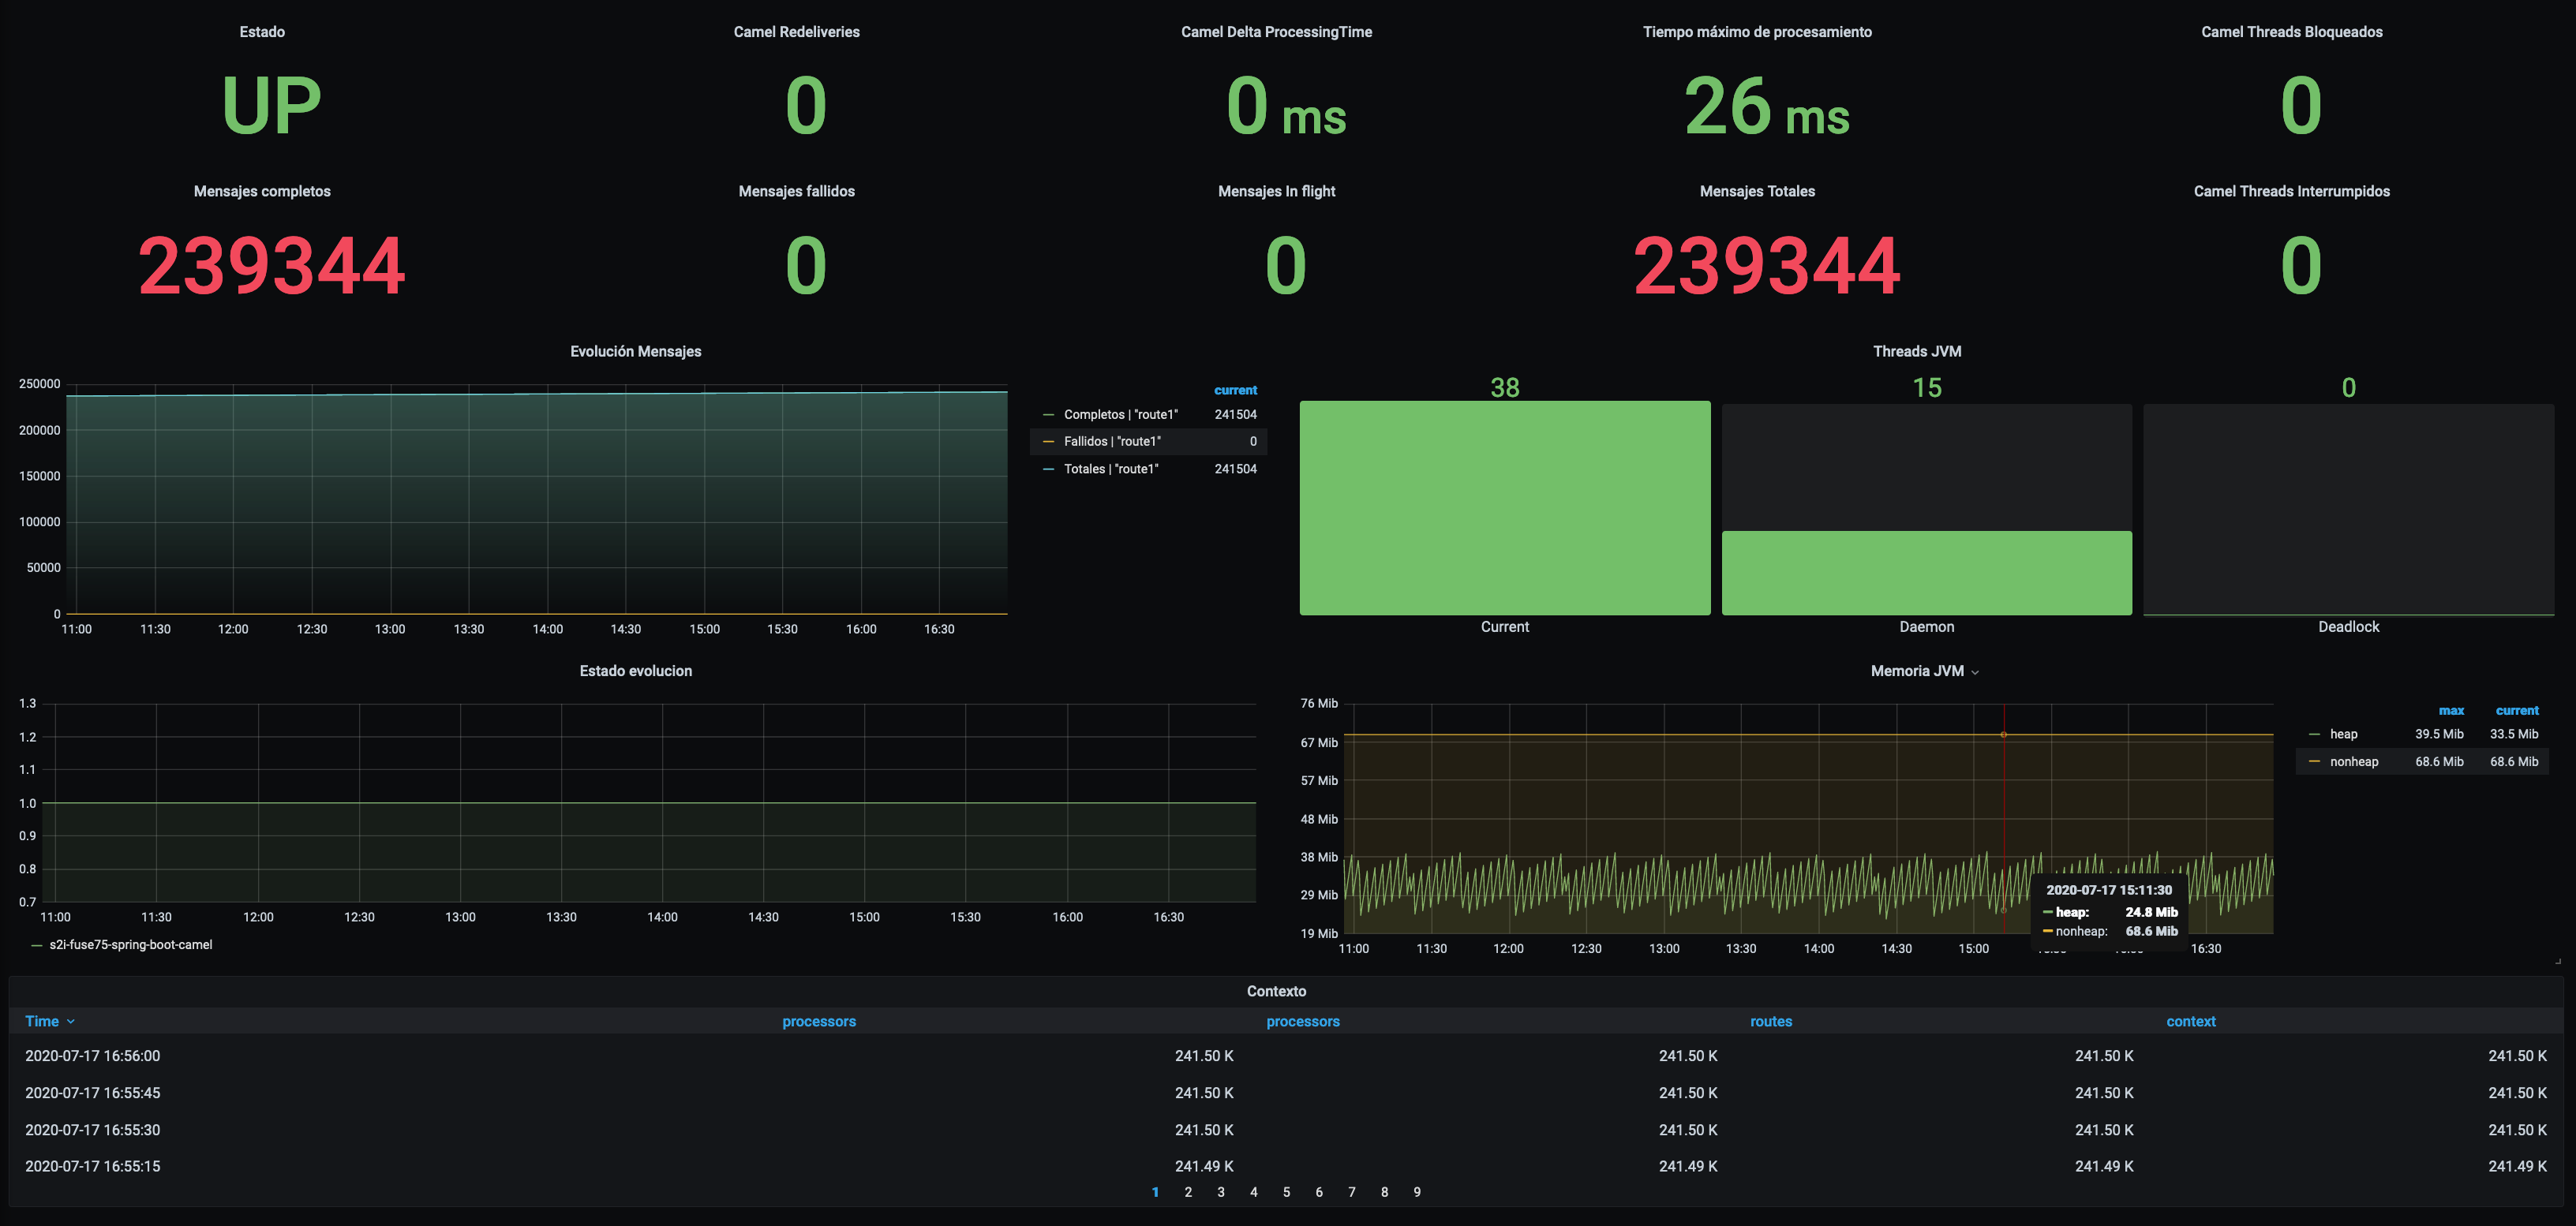 Estado
UP
Camel Redeliveries
0
Camel Delta ProcessingTime
0 ms
Tiempo máximo de procesamiento
26 ms
Camel Threads Bloqueados
0
Mensajes completos
239344
Mensajes fallidos
0
Mensajes In flight
0
Mensajes Totales
239344
Camel Threads Interrumpidos
0
Evolución Mensajes
250000
200000
150000
100000
50000
0
11:00 11:30 12:00 12:30 13:00 13:30 14:00 14:30 15:00 15:30 16:00 16:30
current
Completos | "route1" 241504
Fallidos | "route1" 0
Totales | "route1" 241504
Threads JVM
38 15 0
Current Daemon Deadlock
Estado evolucion
1.3
1.2
1.1
1.0
0.9
0.8
0.7
11:00 11:30 12:00 12:30 13:00 13:30 14:00 14:30 15:00 15:30 16:00 16:30
s2i-fuse75-spring-boot-camel
Memoria JVM
76 Mib
67 Mib
57 Mib
48 Mib
38 Mib
29 Mib
19 Mib
11:00 11:30 12:00 12:30 13:00 13:30 14:00 14:30 15:00 16:30
2020-07-17 15:11:30
heap: 24.8 Mib
nonheap: 68.6 Mib
max current
heap 39.5 Mib 33.5 Mib
nonheap 68.6 Mib 68.6 Mib
Contexto
Time processors processors routes context
2020-07-17 16:56:00 241.50 K 241.50 K 241.50 K 241.50 K
2020-07-17 16:55:45 241.50 K 241.50 K 241.50 K 241.50 K
2020-07-17 16:55:30 241.50 K 241.50 K 241.50 K 241.50 K
2020-07-17 16:55:15 241.49 K 241.49 K 241.49 K 241.49 K
1 2 3 4 5 6 7 8 9